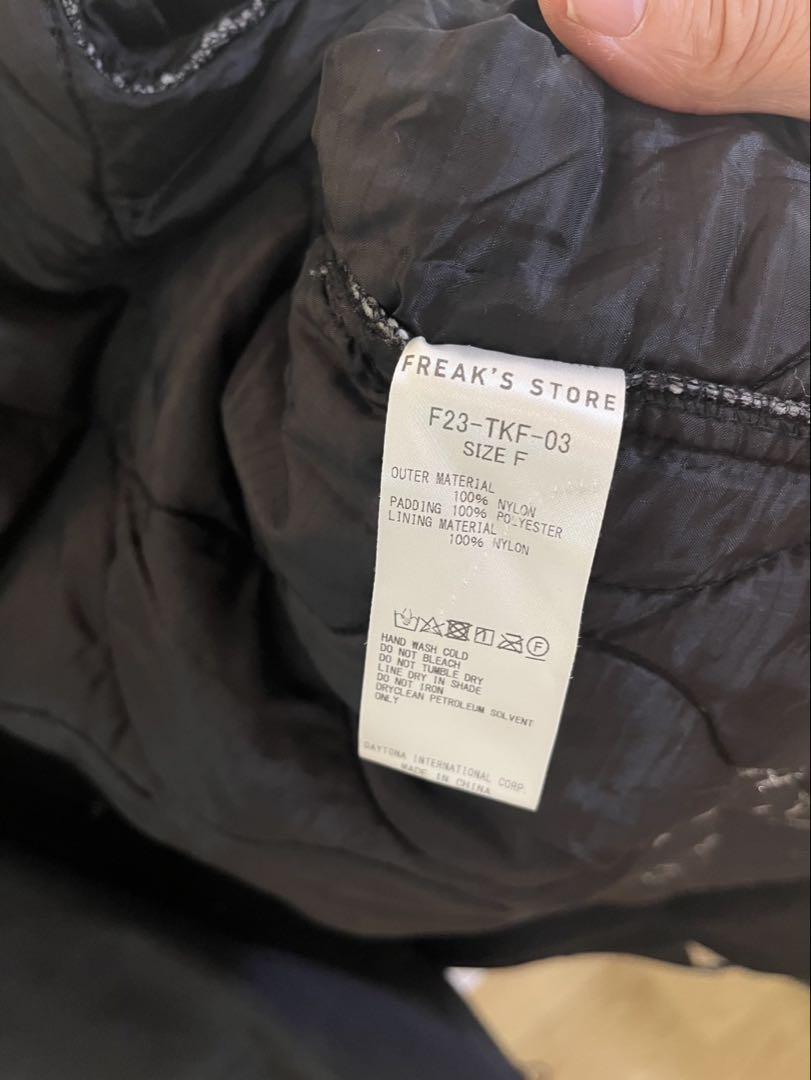 FREAK'S STORE
F23-TKF-03
SIZE F
OUTER MATERIAL
100% NYLON
PADDING 100% POLYESTER
LINING MATERIAL
100% NYLON
F
HAND WASH COLD
DO NOT BLEACH
DO NOT TUMBLE DRY
LINE DRY IN SHADE
DO NOT IRON
DRYCLEAN PETROLEUM SOLVENT
ONLY
DAYTONA INTERNATIONAL CORP.
MADE IN CHINA